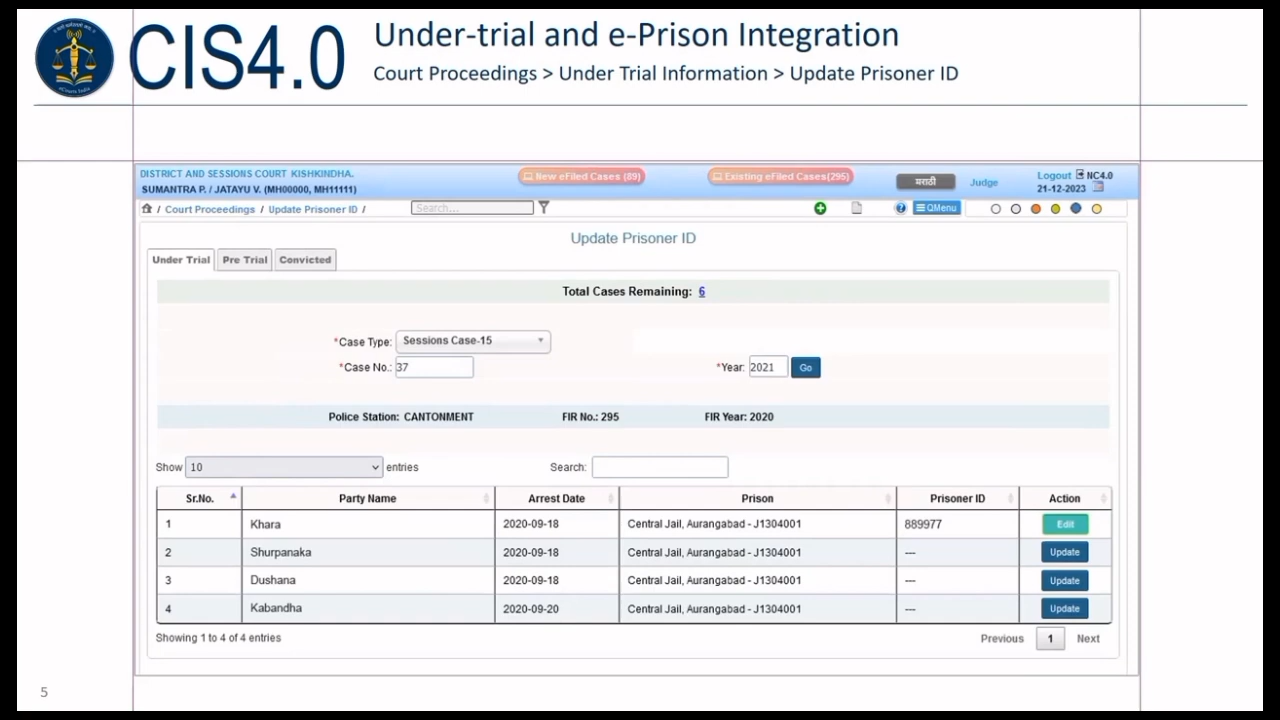 CIS4.0
Under-trial and e-Prison Integration
Court Proceedings > Under Trial Information > Update Prisoner ID
DISTRICT AND SESSIONS COURT KISHKINDHA.
New eFiled Cases (89)
Existing eFiled Cases(295)
मराठी
Judge
Logout NC4.0
SUMANTRA P. / JATAYU V. (MH00000, MH11111)
21-12-2023
/ Court Proceedings / Update Prisoner ID /
Search...
QMenu
Update Prisoner ID
Under Trial Pre Trial Convicted
Total Cases Remaining: 6
*Case Type: Sessions Case-15
*Case No.: 37 *Year: 2021 Go
Police Station: CANTONMENT FIR No.: 295 FIR Year: 2020
Show 10 entries Search:
Sr.No. Party Name Arrest Date Prison Prisoner ID Action
1 Khara 2020-09-18 Central Jail, Aurangabad - J1304001 889977 Edit
2 Shurpanaka 2020-09-18 Central Jail, Aurangabad - J1304001 --- Update
3 Dushana 2020-09-18 Central Jail, Aurangabad - J1304001 --- Update
4 Kabandha 2020-09-20 Central Jail, Aurangabad - J1304001 --- Update
Showing 1 to 4 of 4 entries Previous 1 Next
5